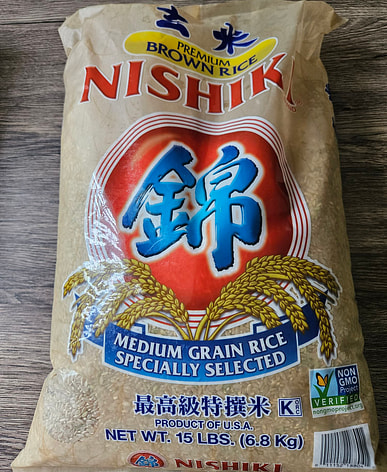 玄米
PREMIUM
BROWN RICE
NISHIKI
錦
MEDIUM GRAIN RICE
SPECIALLY SELECTED
最高級特撰米 K
PRODUCT OF U.S.A.
NET WT. 15 LBS. (6.8 Kg)
NON
GMO
Project
VERIFIED
nongmoproject.org
NISHIKI